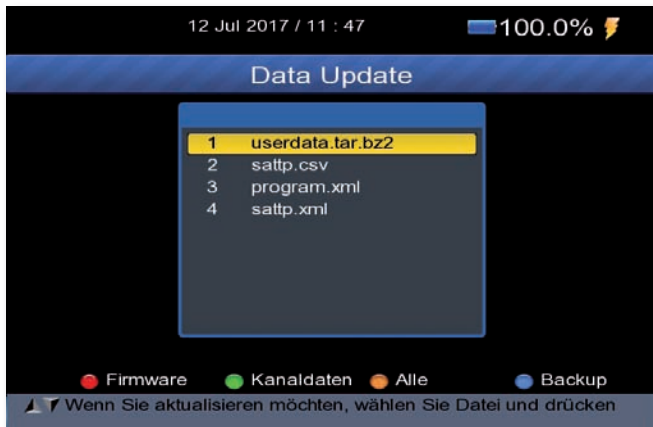 12 Jul 2017 / 11 : 47 100.0%
Data Update
1 userdata.tar.bz2
2 sattp.csv
3 program.xml
4 sattp.xml
Firmware Kanaldaten Alle Backup
Wenn Sie aktualisieren möchten, wählen Sie Datei und drücken